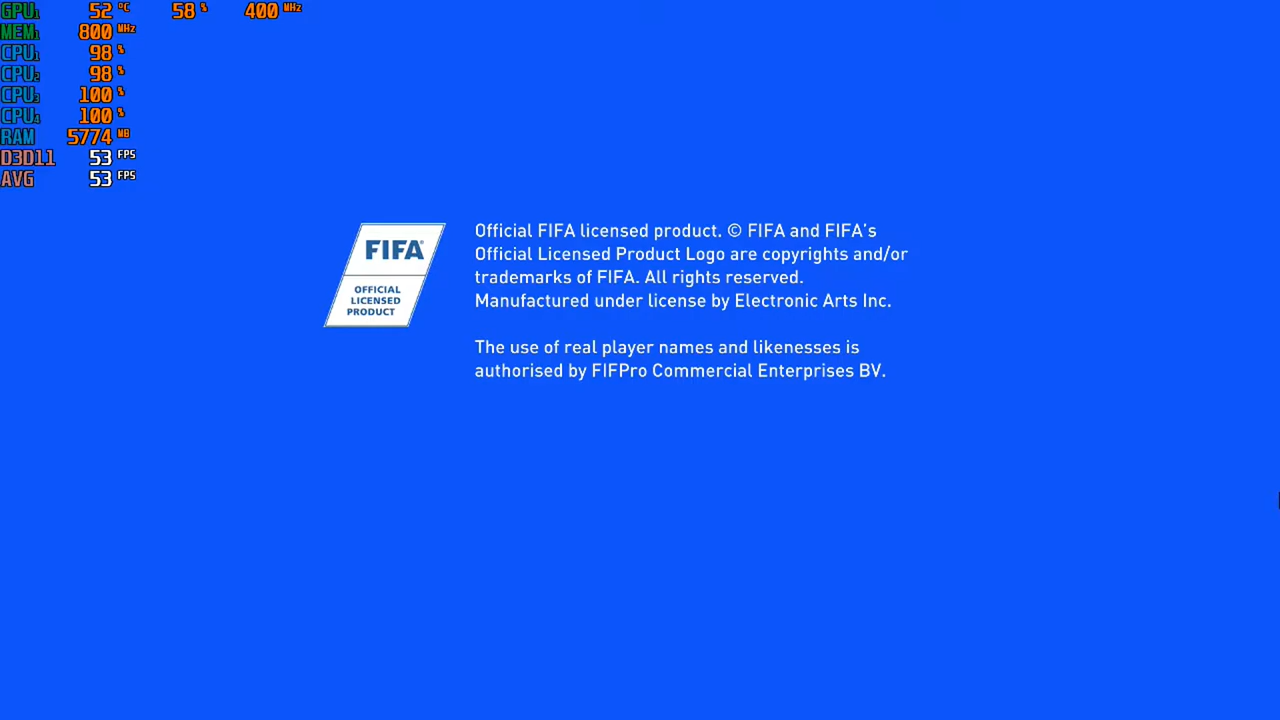 GPU1 52 °C 58 % 400 MHz
MEM1 800 MHz
CPU1 98 %
CPU2 98 %
CPU3 100 %
CPU4 100 %
RAM 5774 MB
D3D11 53 FPS
AVG 53 FPS
FIFA®
OFFICIAL
LICENSED
PRODUCT
Official FIFA licensed product. © FIFA and FIFA's
Official Licensed Product Logo are copyrights and/or
trademarks of FIFA. All rights reserved.
Manufactured under license by Electronic Arts Inc.
The use of real player names and likenesses is
authorised by FIFPro Commercial Enterprises BV.